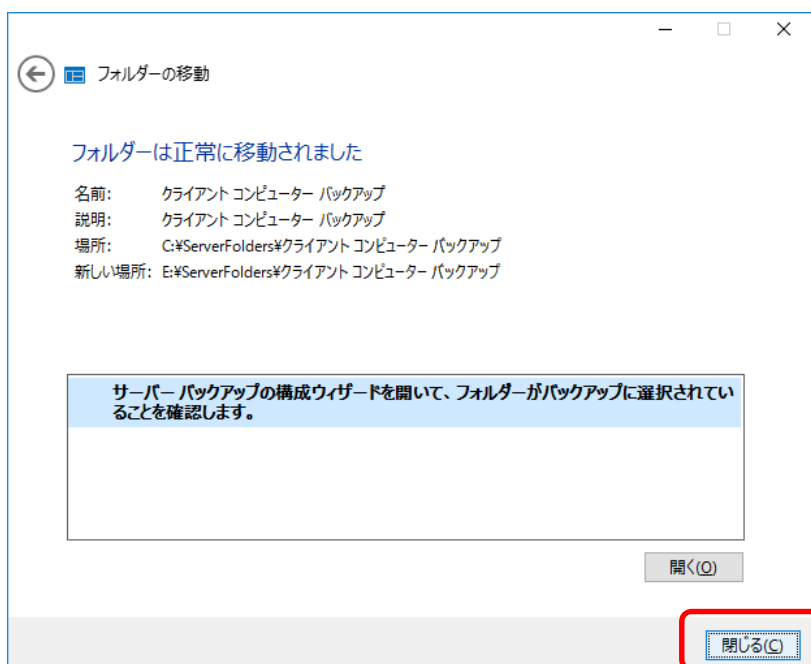 フォルダーの移動
フォルダーは正常に移動されました
名前: クライアント コンピューター バックアップ
説明: クライアント コンピューター バックアップ
場所: C:¥ServerFolders¥クライアント コンピューター バックアップ
新しい場所: E:¥ServerFolders¥クライアント コンピューター バックアップ
サーバー バックアップの構成ウィザードを開いて、フォルダーがバックアップに選択されてい
ることを確認します。
開く(O)
閉じる(C)